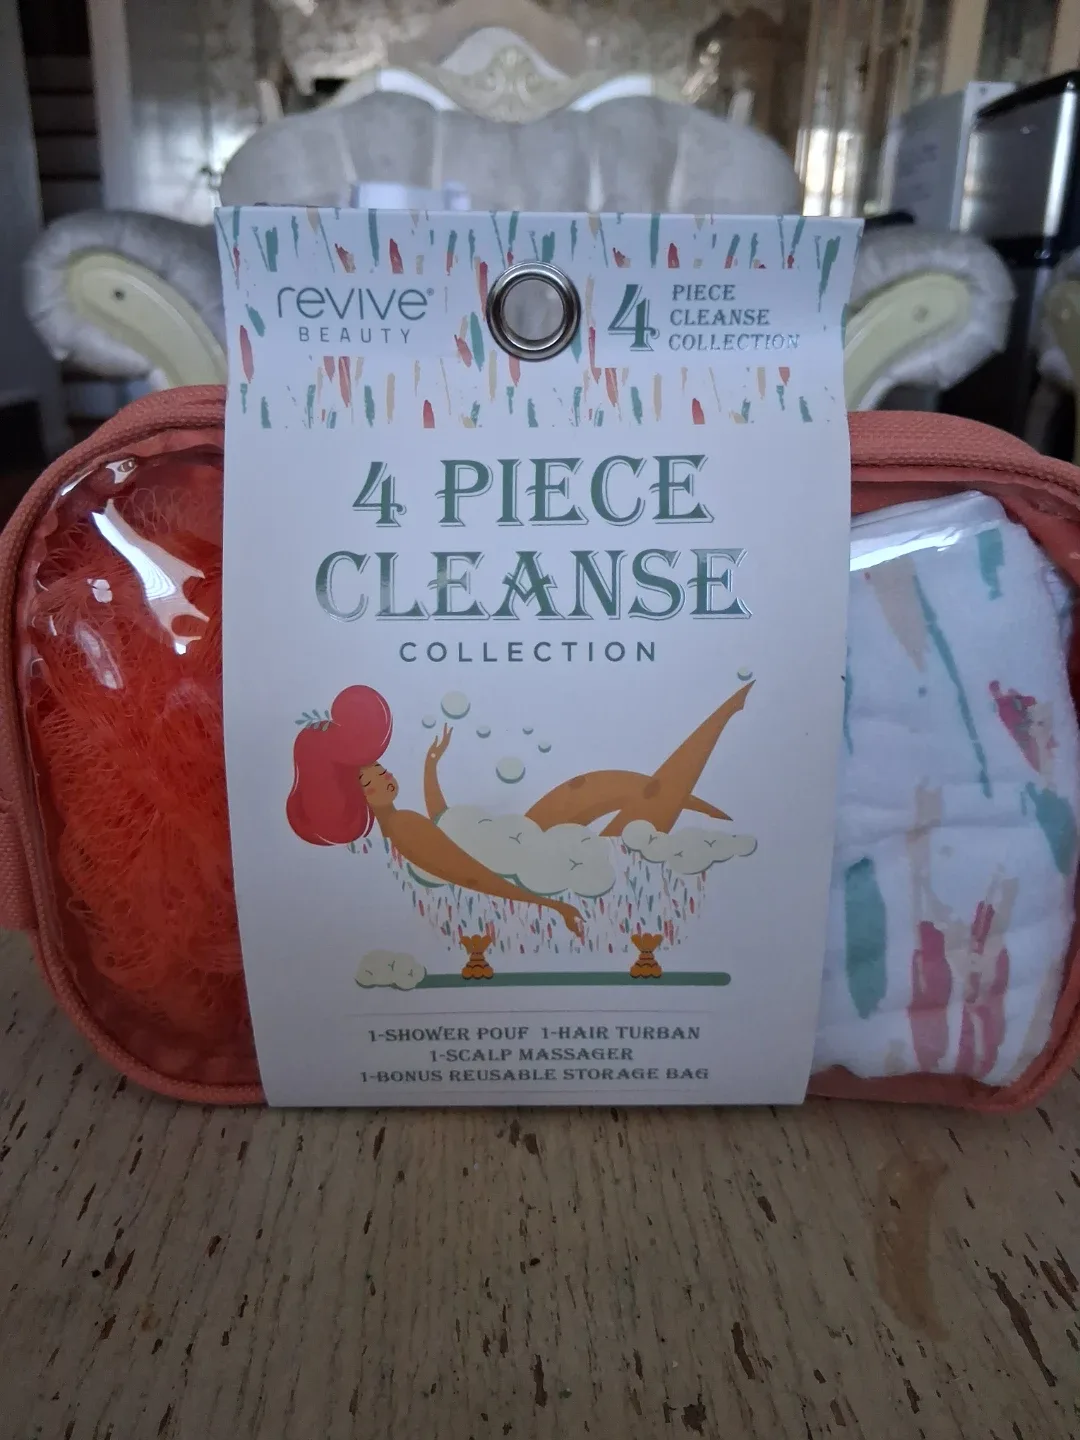 revive®
BEAUTY
4 PIECE
CLEANSE
COLLECTION
4 PIECE
CLEANSE
COLLECTION
1-SHOWER POUF 1-HAIR TURBAN
1-SCALP MASSAGER
1-BONUS REUSABLE STORAGE BAG